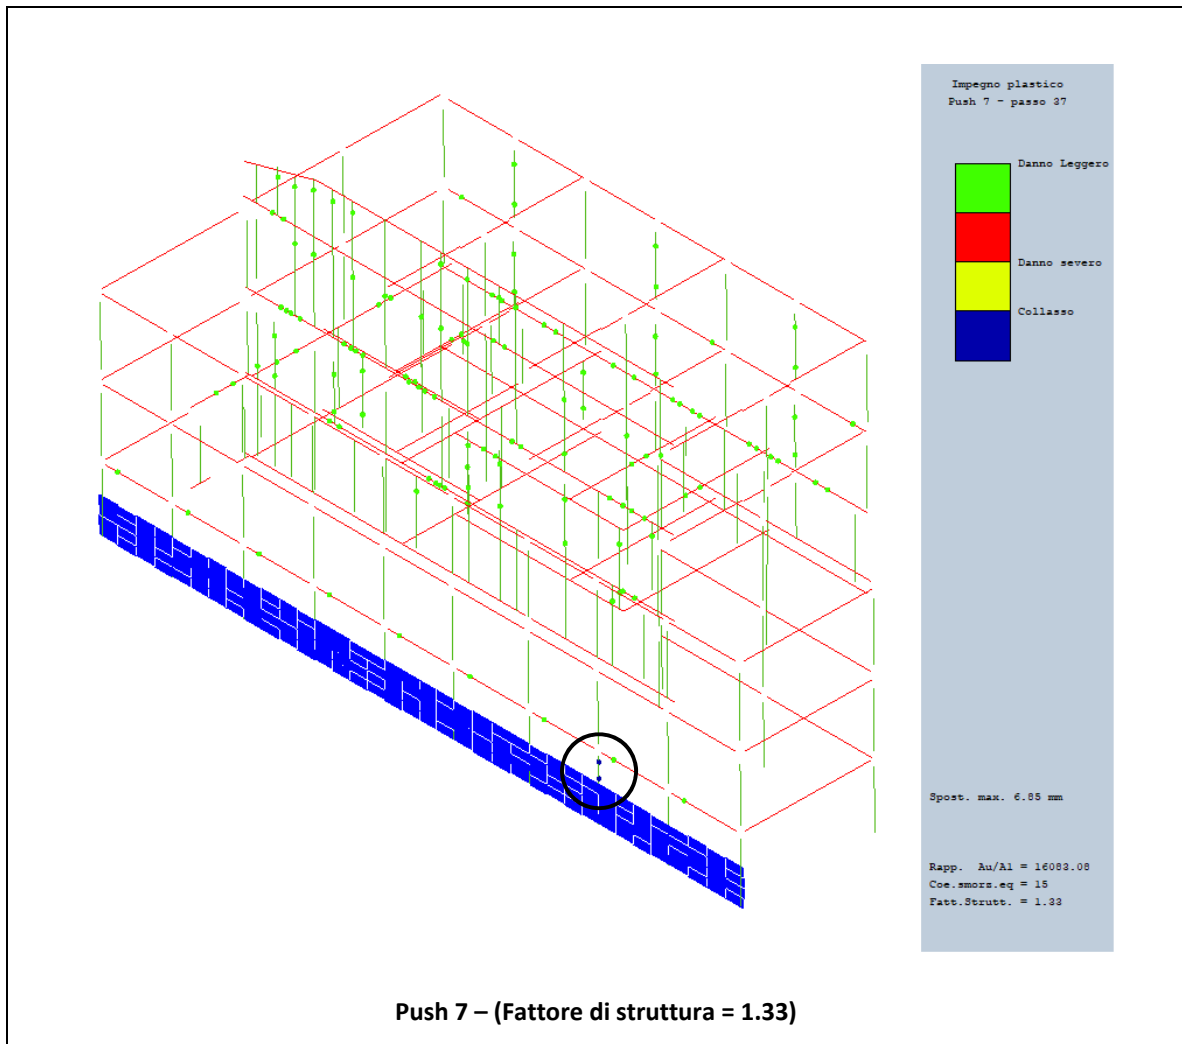 Impegno plastico
Push 7 - passo 37
Danno Leggero
Danno severo
Collasso
Spost. max. 6.85 mm
Rapp. Au/A1 = 16083.08
Coe.smorz.eq = 15
Fatt.Strutt. = 1.33
Push 7 – (Fattore di struttura = 1.33)